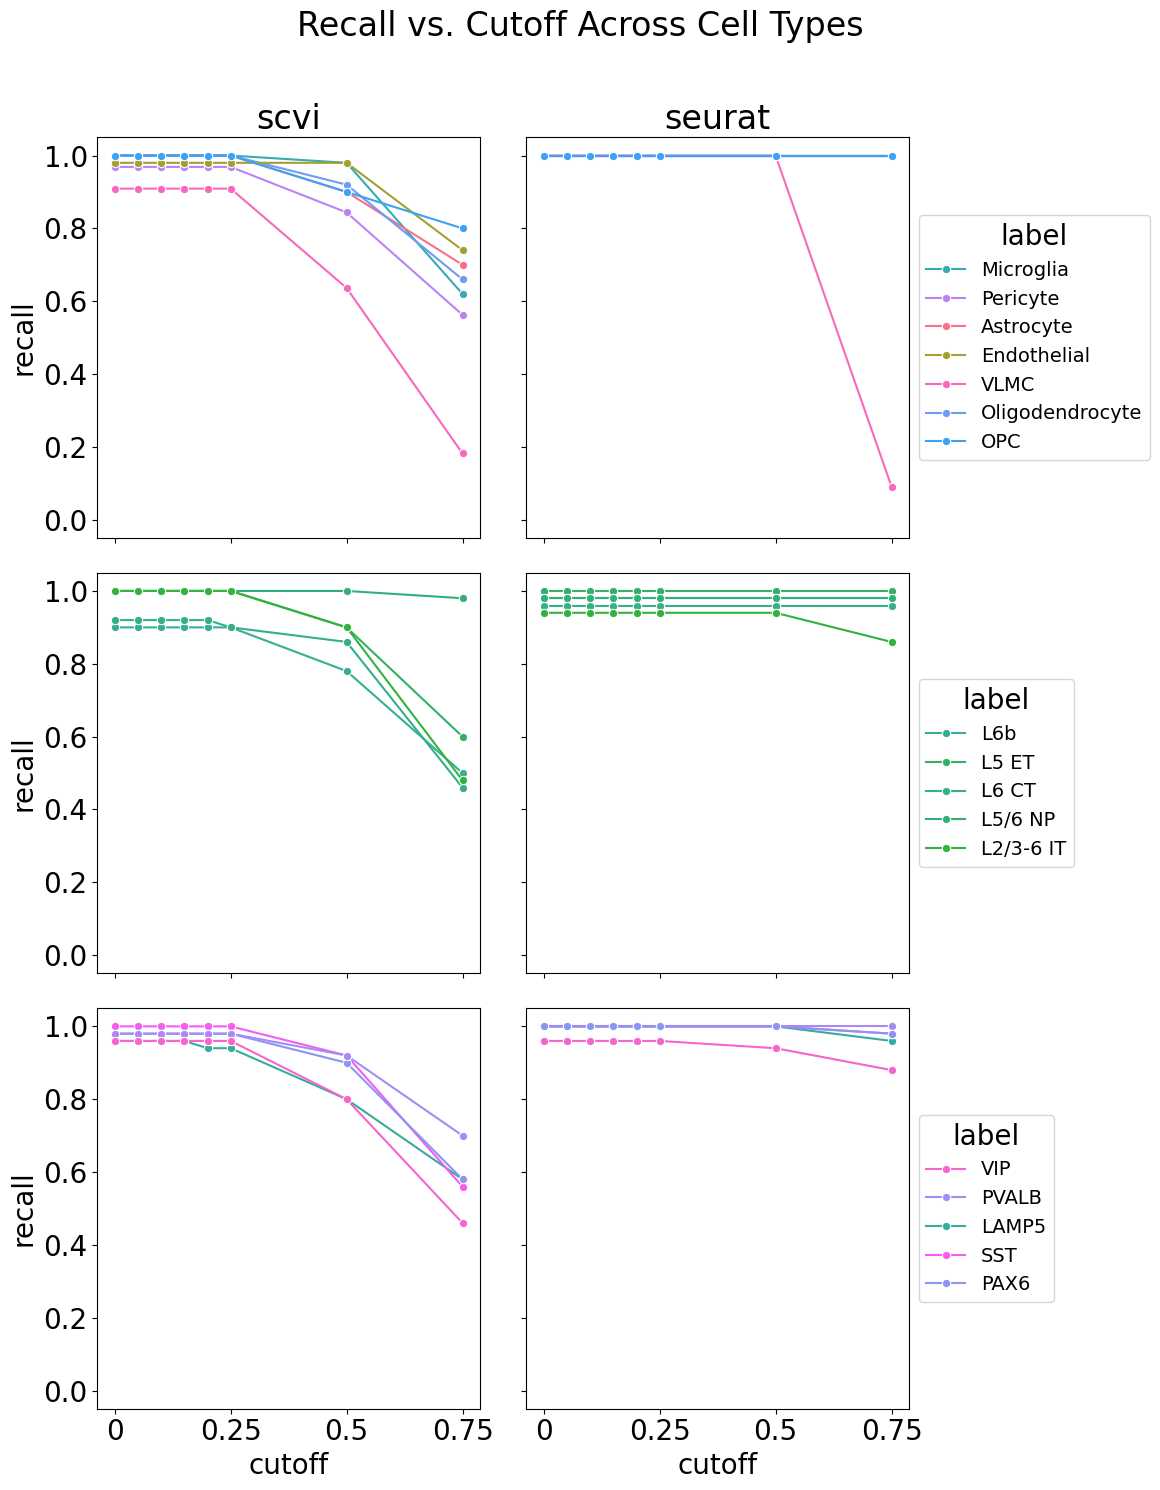 Recall vs. Cutoff Across Cell Types
scvi
seurat
1.0
0.8
0.6
0.4
0.2
0.0
recall
label
Microglia
Pericyte
Astrocyte
Endothelial
VLMC
Oligodendrocyte
OPC
1.0
0.8
0.6
0.4
0.2
0.0
recall
label
L6b
L5 ET
L6 CT
L5/6 NP
L2/3-6 IT
1.0
0.8
0.6
0.4
0.2
0.0
recall
label
VIP
PVALB
LAMP5
SST
PAX6
0 0.25 0.5 0.75
cutoff
0 0.25 0.5 0.75
cutoff